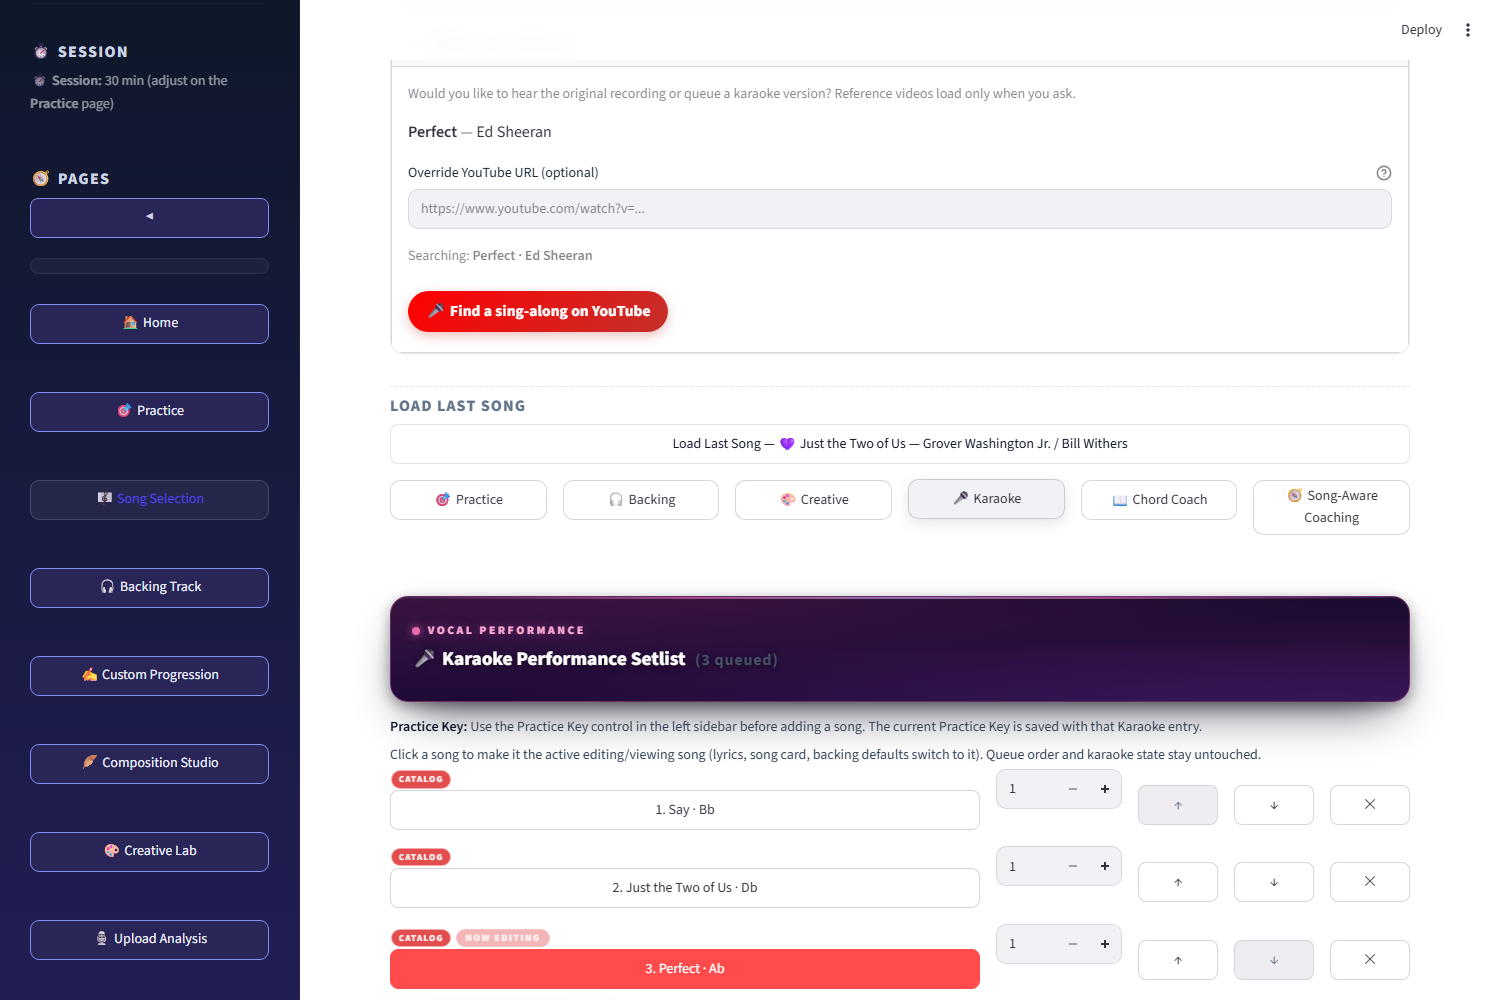 SESSION
Session: 30 min (adjust on the
Practice page)
PAGES
Home
Practice
Song Selection
Backing Track
Custom Progression
Composition Studio
Creative Lab
Upload Analysis
Deploy
Would you like to hear the original recording or queue a karaoke version? Reference videos load only when you ask.
Perfect — Ed Sheeran
Override YouTube URL (optional)
https://www.youtube.com/watch?v=...
Searching: Perfect · Ed Sheeran
Find a sing-along on YouTube
LOAD LAST SONG
Load Last Song — 💜 Just the Two of Us — Grover Washington Jr. / Bill Withers
Practice
Backing
Creative
Karaoke
Chord Coach
Song-Aware
Coaching
VOCAL PERFORMANCE
Karaoke Performance Setlist (3 queued)
Practice Key: Use the Practice Key control in the left sidebar before adding a song. The current Practice Key is saved with that Karaoke entry.
Click a song to make it the active editing/viewing song (lyrics, song card, backing defaults switch to it). Queue order and karaoke state stay untouched.
CATALOG
1. Say · Bb
1
CATALOG
2. Just the Two of Us · Db
1
CATALOG NOW EDITING
3. Perfect · Ab
1